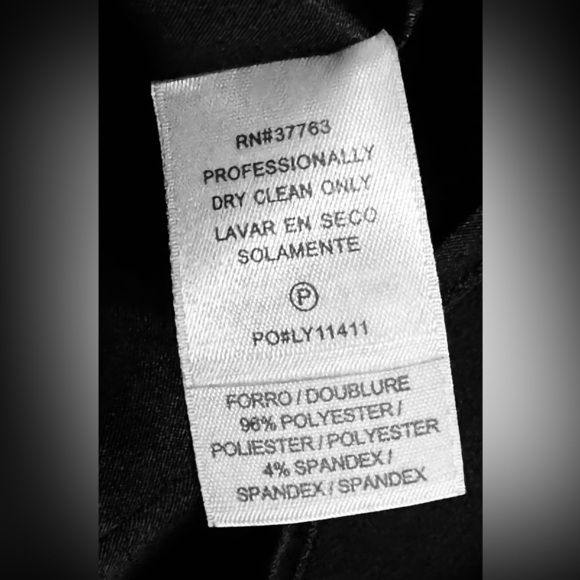 RN#37763
PROFESSIONALLY
DRY CLEAN ONLY
LAVAR EN SECO
SOLAMENTE
P
PO#LY11411
FORRO / DOUBLURE
96% POLYESTER /
POLIESTER / POLYESTER
4% SPANDEX /
SPANDEX / SPANDEX